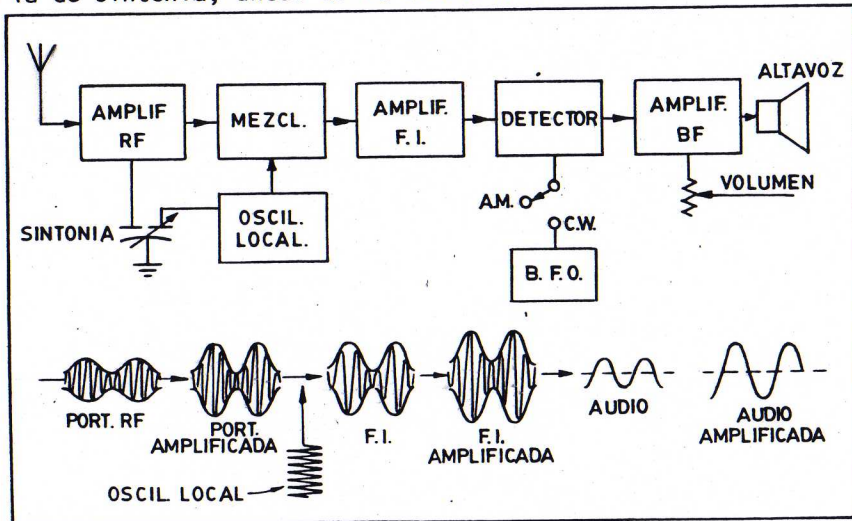 AMPLIF
RF
MEZCL.
AMPLIF.
F. I.
DETECTOR
AMPLIF.
BF
ALTAVOZ
SINTONIA
OSCIL.
LOCAL.
A.M.
C.W.
B. F. O.
VOLUMEN
PORT. RF
PORT.
AMPLIFICADA
F. I.
F. I.
AMPLIFICADA
AUDIO
AUDIO
AMPLIFICADA
OSCIL. LOCAL